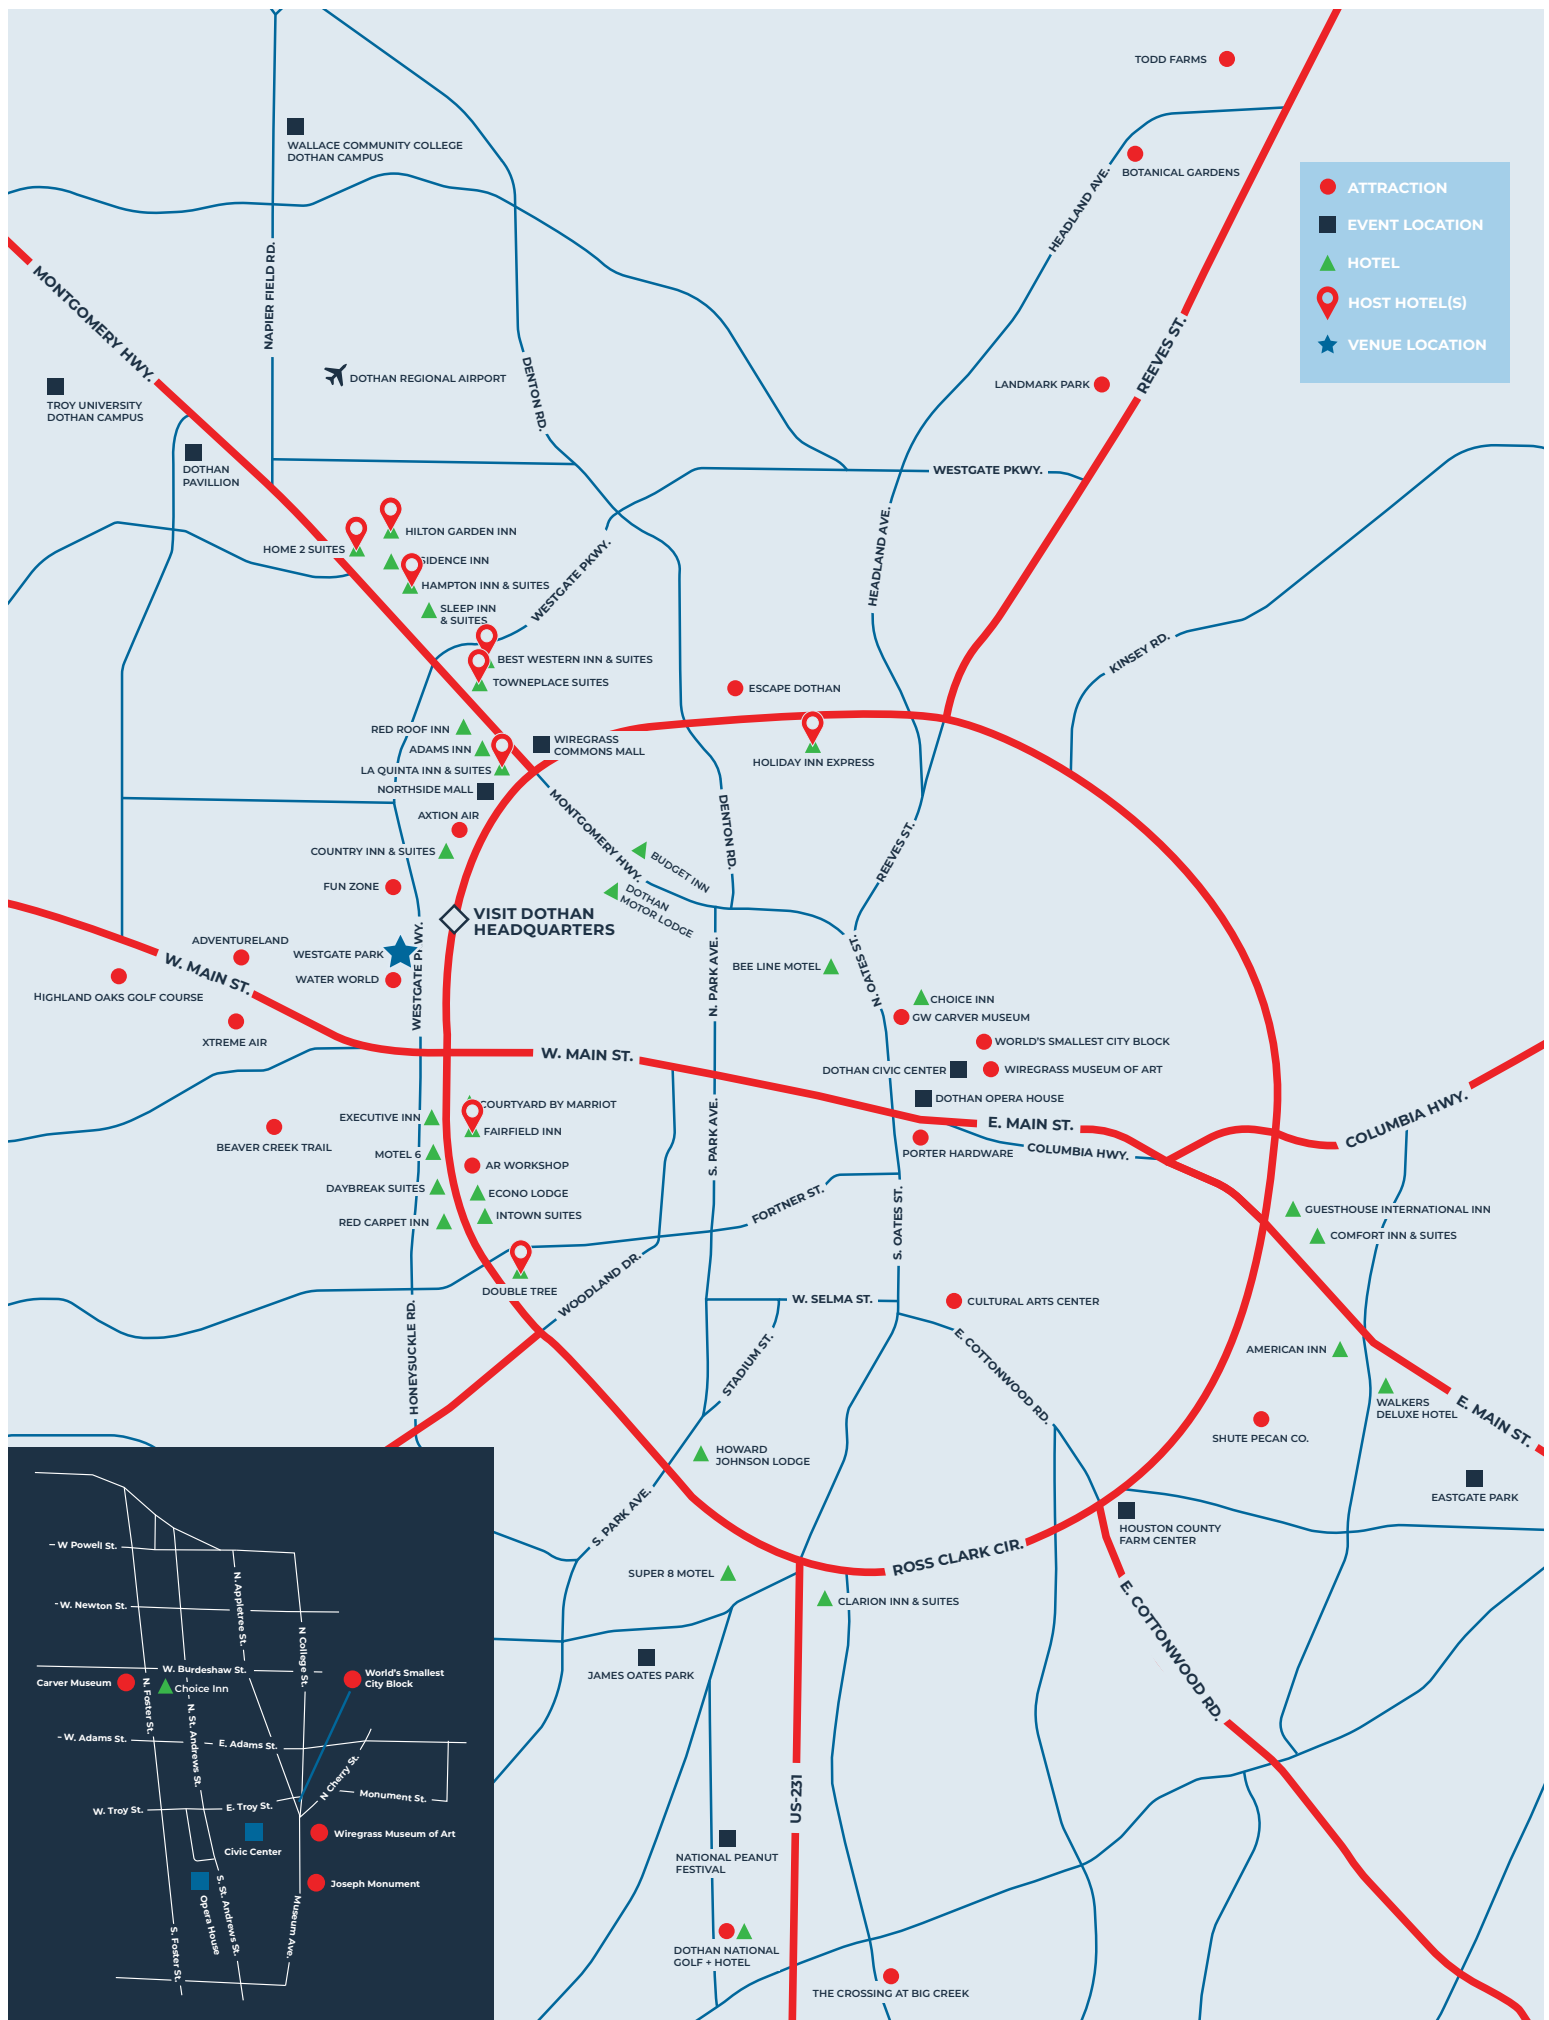 TODD FARMS
WALLACE COMMUNITY COLLEGE
DOTHAN CAMPUS
BOTANICAL GARDENS
HEADLAND AVE.
ATTRACTION
EVENT LOCATION
HOTEL
HOST HOTEL(S)
VENUE LOCATION
NAPIER FIELD RD.
MONTGOMERY HWY.
REEVES ST.
DOTHAN REGIONAL AIRPORT
DENTON RD.
LANDMARK PARK
TROY UNIVERSITY
DOTHAN CAMPUS
DOTHAN
PAVILLION
WESTGATE PKWY.
HILTON GARDEN INN
HOME 2 SUITES
SIDENCE INN
HAMPTON INN & SUITES
SLEEP INN
& SUITES
WESTGATE PKWY.
HEADLAND AVE.
KINSEY RD.
BEST WESTERN INN & SUITES
TOWNEPLACE SUITES
ESCAPE DOTHAN
RED ROOF INN
ADAMS INN
WIREGRASS
COMMONS MALL
LA QUINTA INN & SUITES
HOLIDAY INN EXPRESS
NORTHSIDE MALL
AXTION AIR
MONTGOMERY HWY.
DENTON RD.
REEVES ST.
COUNTRY INN & SUITES
BUDGET INN
FUN ZONE
DOTHAN
MOTOR LODGE
VISIT DOTHAN
HEADQUARTERS
ADVENTURELAND
WESTGATE PARK
WATER WORLD
W. MAIN ST.
WESTGATE P WY.
HIGHLAND OAKS GOLF COURSE
XTREME AIR
N. PARK AVE.
BEE LINE MOTEL
N. OATES ST.
CHOICE INN
GW CARVER MUSEUM
WORLD'S SMALLEST CITY BLOCK
W. MAIN ST.
DOTHAN CIVIC CENTER
WIREGRASS MUSEUM OF ART
DOTHAN OPERA HOUSE
COURTYARD BY MARRIOT
EXECUTIVE INN
FAIRFIELD INN
E. MAIN ST.
COLUMBIA HWY.
COLUMBIA HWY.
BEAVER CREEK TRAIL
MOTEL 6
AR WORKSHOP
S. PARK AVE.
PORTER HARDWARE
DAYBREAK SUITES
ECONO LODGE
RED CARPET INN
INTOWN SUITES
FORTNER ST.
S. OATES ST.
GUESTHOUSE INTERNATIONAL INN
COMFORT INN & SUITES
DOUBLE TREE
WOODLAND DR.
W. SELMA ST.
CULTURAL ARTS CENTER
HONEYSUCKLE RD.
STADIUM ST.
E. COTTONWOOD RD.
AMERICAN INN
WALKERS
DELUXE HOTEL
E. MAIN ST.
SHUTE PECAN CO.
HOWARD
JOHNSON LODGE
EASTGATE PARK
S. PARK AVE.
HOUSTON COUNTY
FARM CENTER
ROSS CLARK CIR.
SUPER 8 MOTEL
CLARION INN & SUITES
E. COTTONWOOD RD.
JAMES OATES PARK
US-231
NATIONAL PEANUT
FESTIVAL
DOTHAN NATIONAL
GOLF + HOTEL
THE CROSSING AT BIG CREEK
W Powell St.
N. Appletree St.
W. Newton St.
N College St.
W. Burdeshaw St.
Carver Museum
Choice Inn
World's Smallest
City Block
N. Foster St.
N. St. Andrews St.
W. Adams St.
E. Adams St.
N Cherry St.
Monument St.
W. Troy St.
E. Troy St.
Civic Center
Wiregrass Museum of Art
Joseph Monument
Opera House
S. St. Andrews St.
S. Foster St.
Museum Ave.